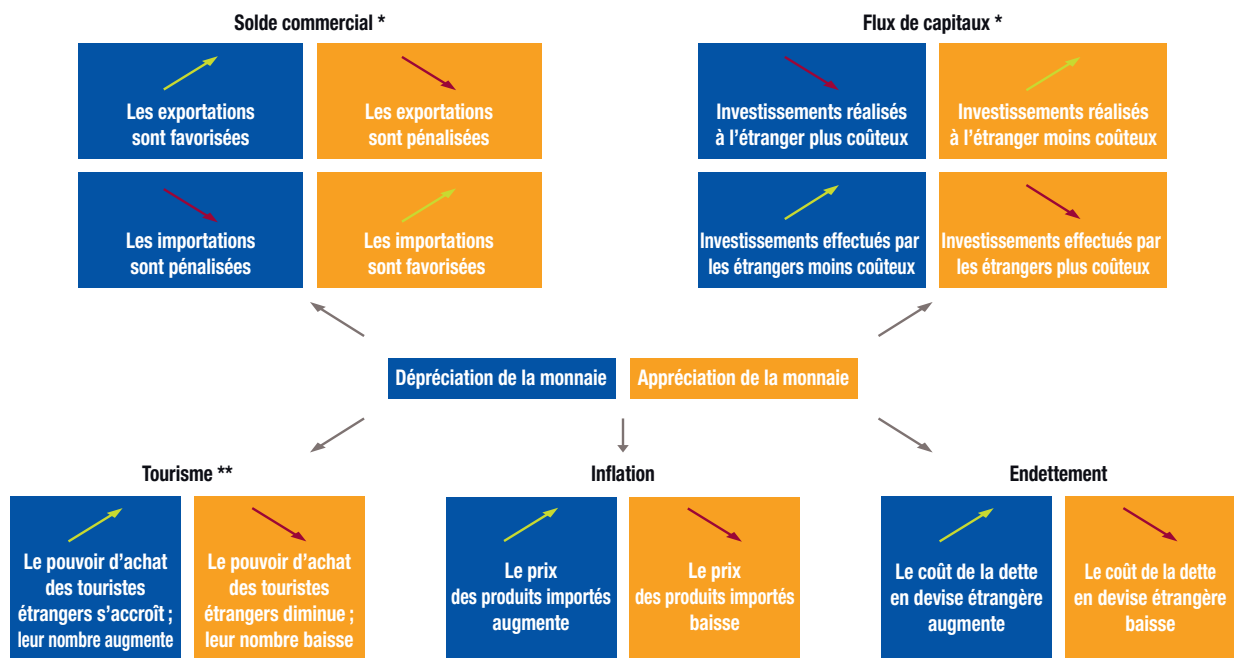 Solde commercial *
Les exportations
sont favorisées
Les exportations
sont pénalisées
Les importations
sont pénalisées
Les importations
sont favorisées
Flux de capitaux *
Investissements réalisés
à l'étranger plus coûteux
Investissements réalisés
à l'étranger moins coûteux
Investissements effectués par
les étrangers moins coûteux
Investissements effectués par
les étrangers plus coûteux
Dépréciation de la monnaie
Appréciation de la monnaie
Tourisme **
Le pouvoir d'achat
des touristes
étrangers s'accroît ;
leur nombre augmente
Le pouvoir d'achat
des touristes
étrangers diminue ;
leur nombre baisse
Inflation
Le prix
des produits importés
augmente
Le prix
des produits importés
baisse
Endettement
Le coût de la dette
en devise étrangère
augmente
Le coût de la dette
en devise étrangère
baisse